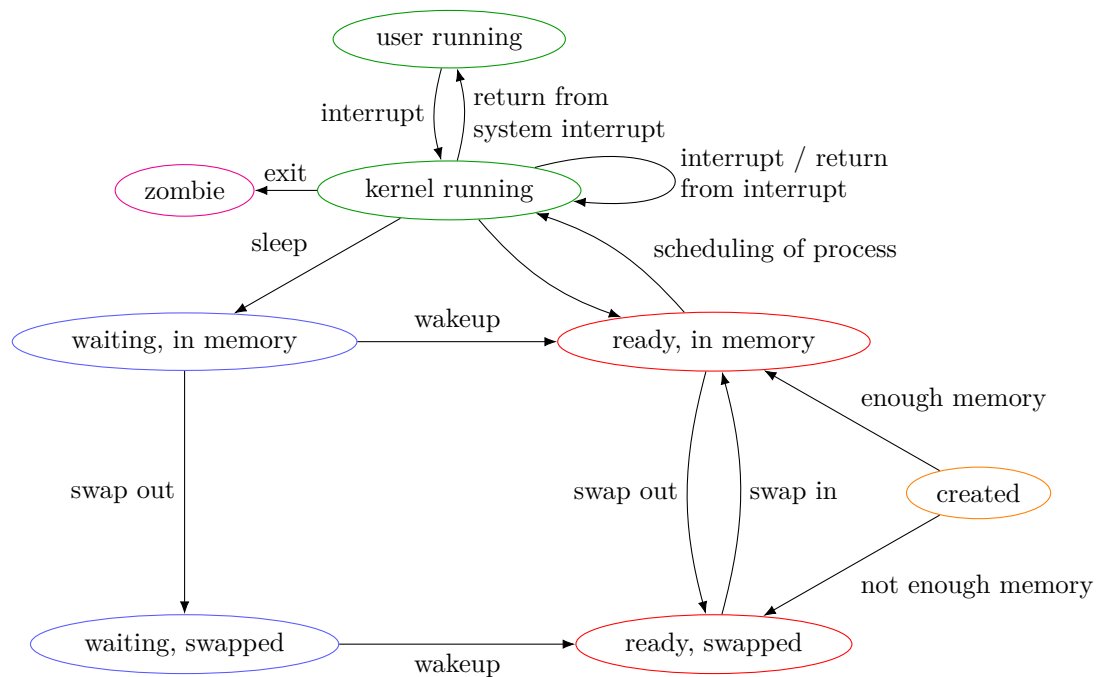 user running
interrupt
return from
system interrupt
interrupt / return
from interrupt
exit
zombie
kernel running
sleep
scheduling of process
wakeup
waiting, in memory
ready, in memory
enough memory
swap out
swap out
swap in
created
not enough memory
waiting, swapped
ready, swapped
wakeup